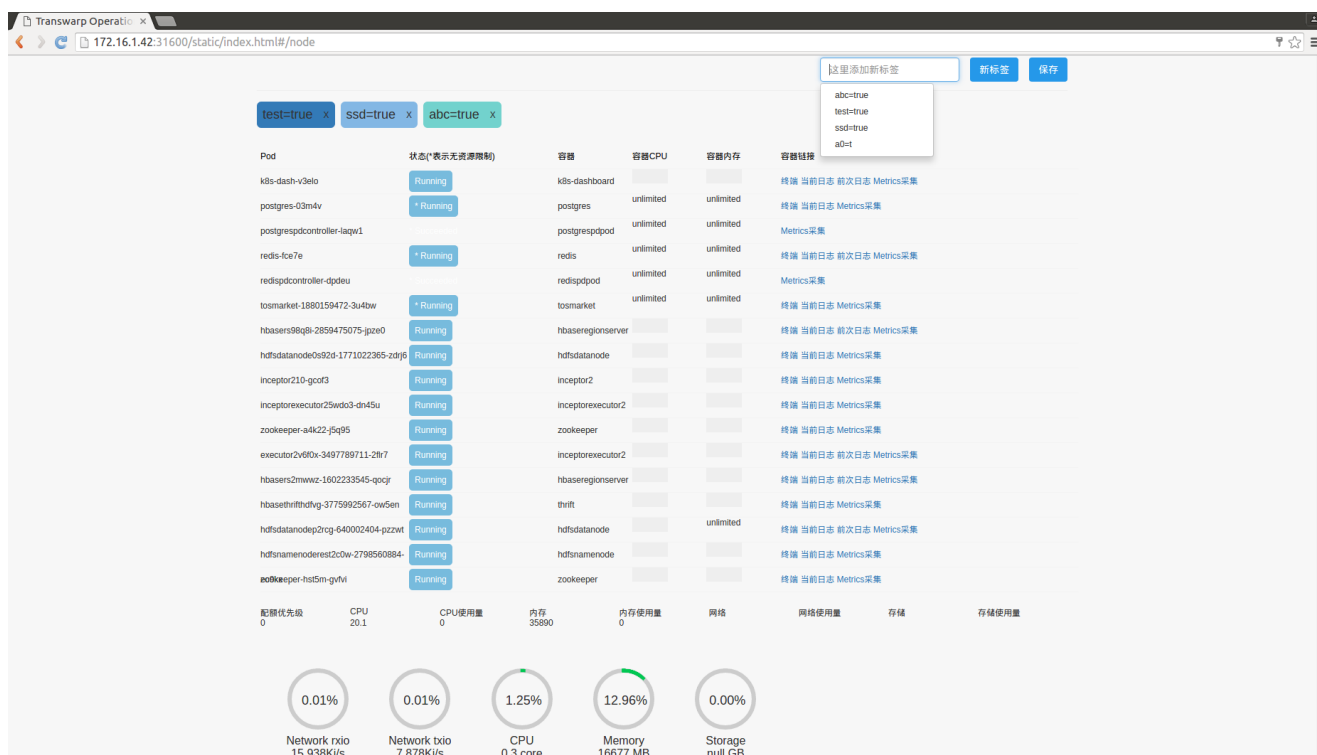 Transwarp Operatio ×
172.16.1.42:31600/static/index.html#/node
这里添加新标签 新标签 保存
abc=true
test=true
ssd=true
a0=t
test=true x ssd=true x abc=true x
Pod 状态(*表示无资源限制) 容器 容器CPU 容器内存 容器链接
k8s-dash-v3elo Running k8s-dashboard 终端 当前日志 前次日志 Metrics采集
postgres-03m4v * Running postgres unlimited unlimited 终端 当前日志 Metrics采集
postgrespdcontroller-laqw1 postgrespdpod unlimited unlimited Metrics采集
redis-fce7e * Running redis unlimited unlimited 终端 当前日志 前次日志 Metrics采集
redispdcontroller-dpdeu redispdpod unlimited unlimited Metrics采集
tosmarket-1880159472-3u4bw * Running tosmarket unlimited unlimited 终端 当前日志 Metrics采集
hbasers98q8i-2859475075-jpze0 Running hbaseregionserver 终端 当前日志 前次日志 Metrics采集
hdfsdatanode0s92d-1771022365-zdrj6 Running hdfsdatanode 终端 当前日志 Metrics采集
inceptor210-gcof3 Running inceptor2 终端 当前日志 Metrics采集
inceptorexecutor25wdo3-dn45u Running inceptorexecutor2 终端 当前日志 Metrics采集
zookeeper-a4k22-j5q95 Running zookeeper 终端 当前日志 Metrics采集
executor2v6f0x-3497789711-2flr7 Running inceptorexecutor2 终端 当前日志 前次日志 Metrics采集
hbasers2mwwz-1602233545-qocjr Running hbaseregionserver 终端 当前日志 前次日志 Metrics采集
hbasethrifthdfvg-3775992567-ow5en Running thrift 终端 当前日志 Metrics采集
hdfsdatanodep2rcg-640002404-pzzwt Running hdfsdatanode unlimited 终端 当前日志 前次日志 Metrics采集
hdfsnamenoderest2c0w-2798560884- Running hdfsnamenode 终端 当前日志 Metrics采集
zookeeper-hst5m-gvfvi Running zookeeper 终端 当前日志 Metrics采集
配额优先级 CPU CPU使用量 内存 内存使用量 网络 网络使用量 存储 存储使用量
0 20.1 0 35890 0
0.01% 0.01% 1.25% 12.96% 0.00%
Network rxio Network txio CPU Memory Storage
15.938Ki/s 7.878Ki/s 0.3 core 16677 MB null GB